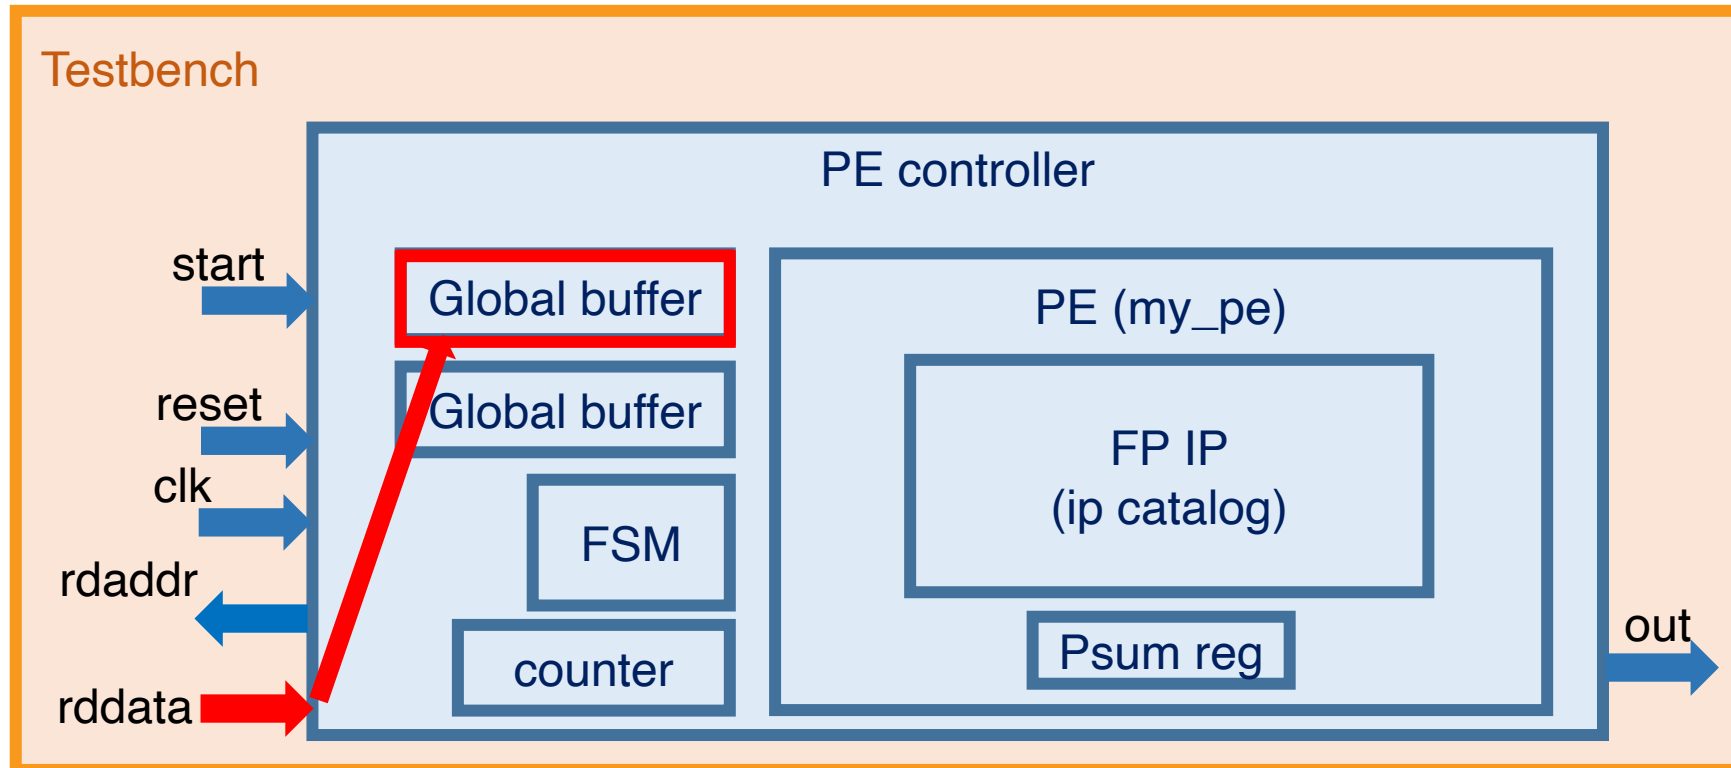 Testbench
PE controller
start
Global buffer
PE (my_pe)
reset
Global buffer
FP IP
(ip catalog)
clk
FSM
rdaddr
counter
Psum reg
out
rddata